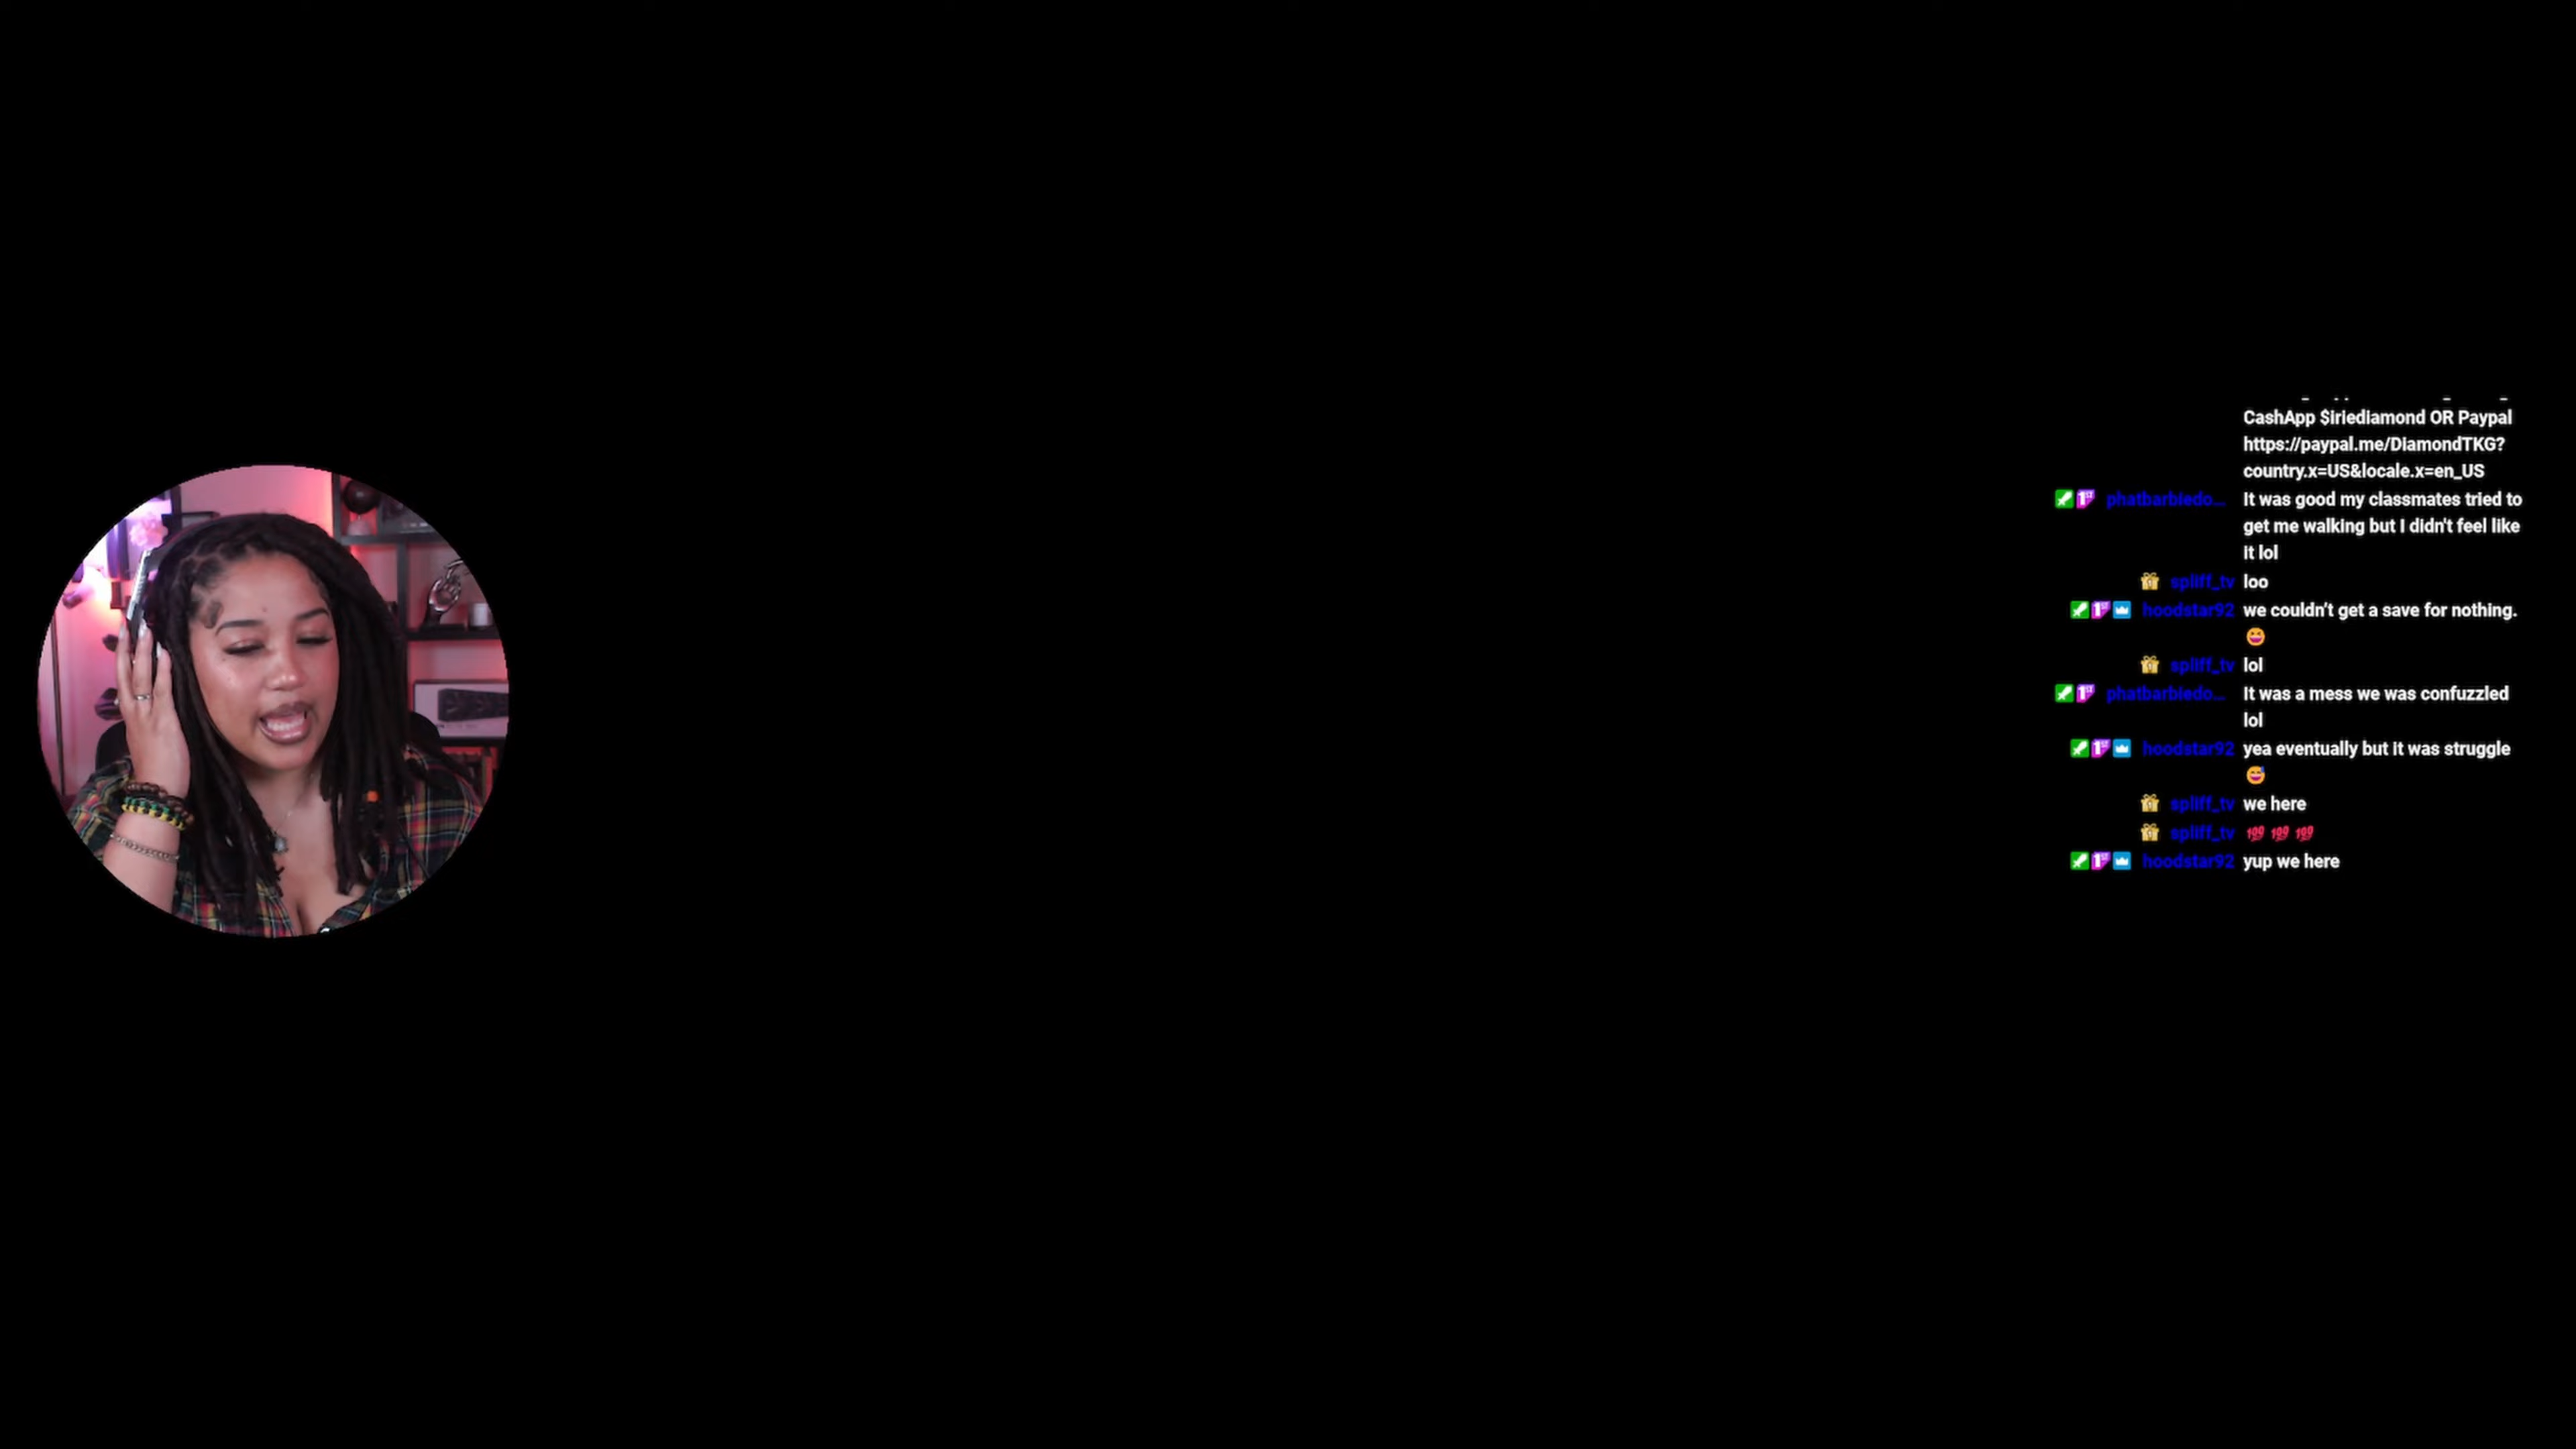 CashApp $iriediamond OR Paypal
https://paypal.me/DiamondTKG?
country.x=US&locale.x=en_US
phatbarbiedo... It was good my classmates tried to
get me walking but I didn't feel like
it lol
spliff_tv loo
hoodstar92 we couldn't get a save for nothing.
😄
spliff_tv lol
phatbarbiedo... It was a mess we was confuzzled
lol
hoodstar92 yea eventually but it was struggle
😅
spliff_tv we here
spliff_tv 💯 💯 💯
hoodstar92 yup we here